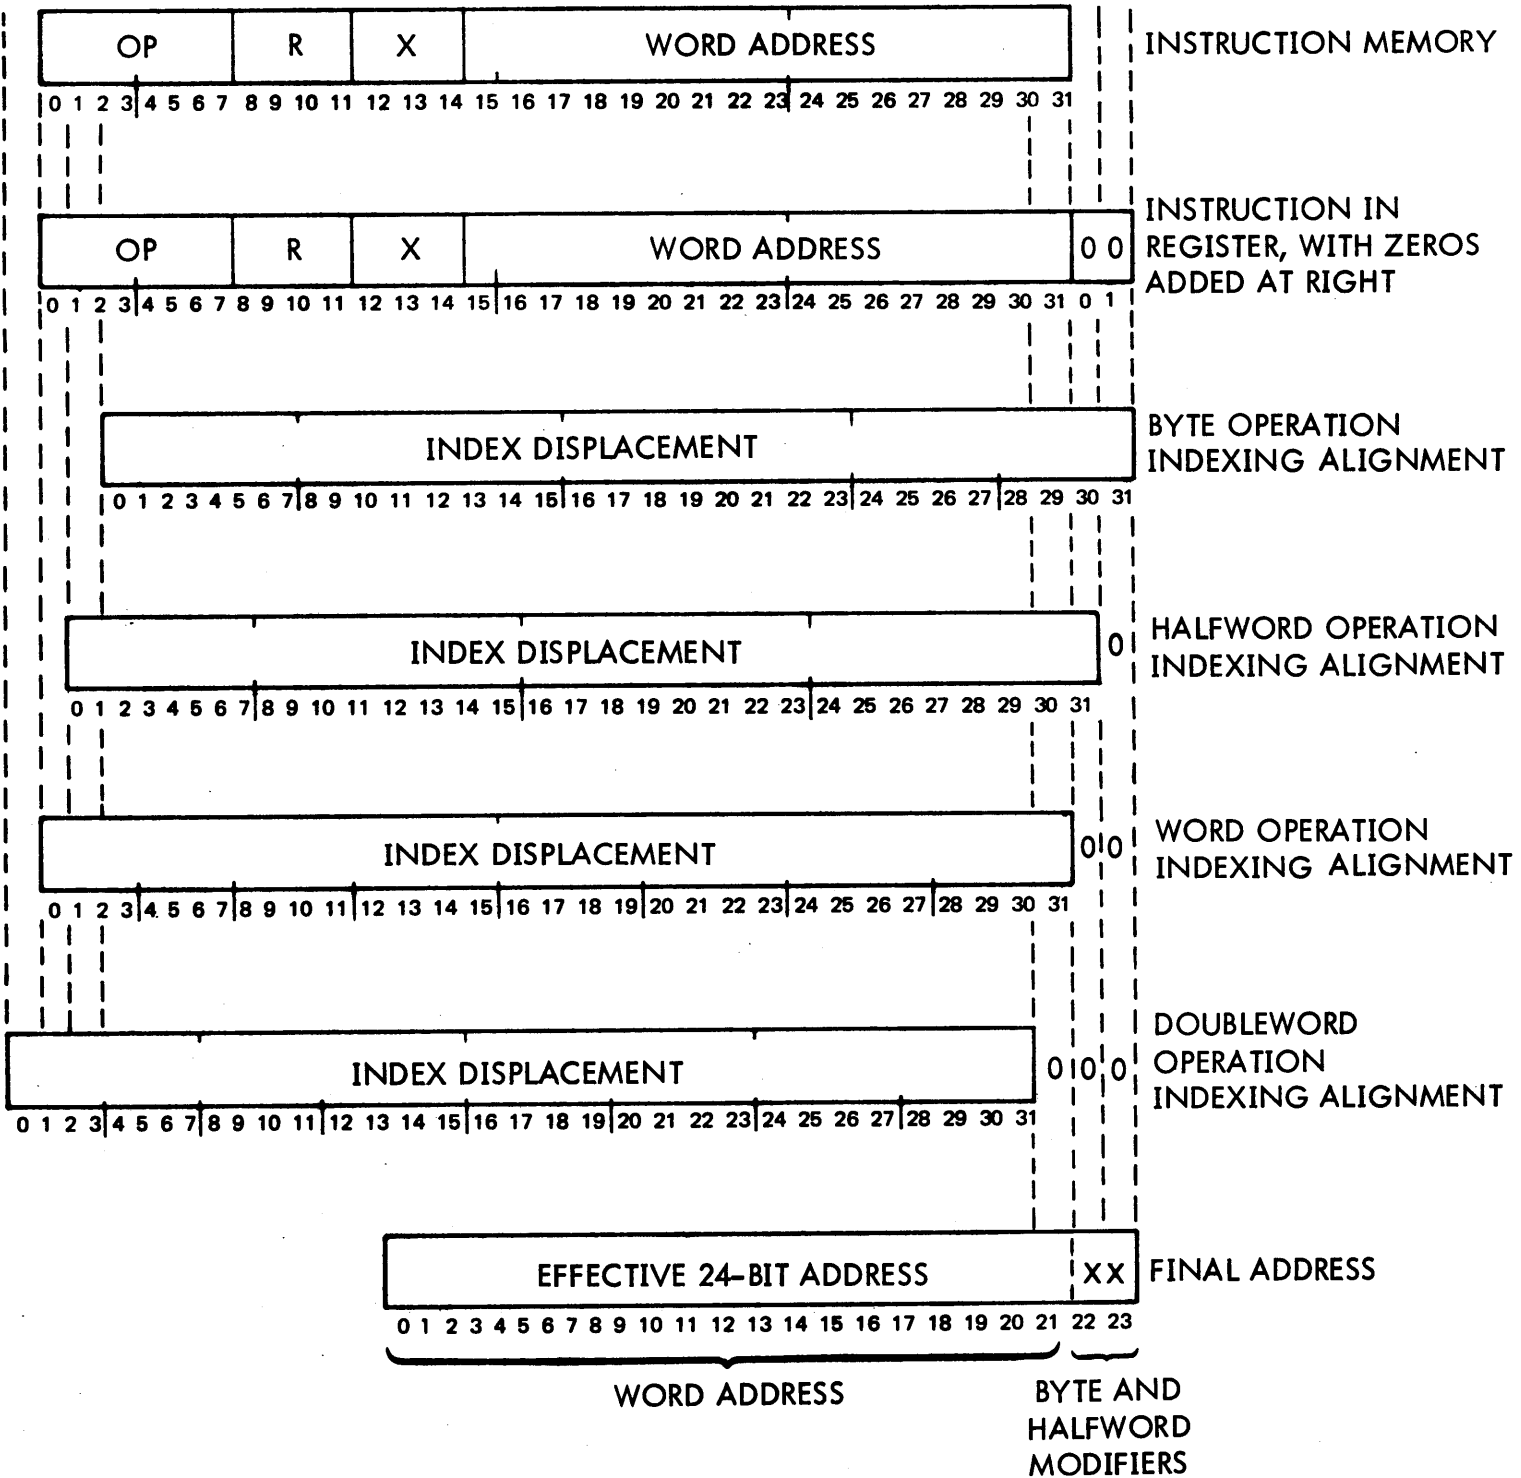 OP R X WORD ADDRESS INSTRUCTION MEMORY
0 1 2 3 4 5 6 7 8 9 10 11 12 13 14 15 16 17 18 19 20 21 22 23 24 25 26 27 28 29 30 31
INSTRUCTION IN
OP R X WORD ADDRESS 0 0 REGISTER, WITH ZEROS
ADDED AT RIGHT
0 1 2 3 4 5 6 7 8 9 10 11 12 13 14 15 16 17 18 19 20 21 22 23 24 25 26 27 28 29 30 31 0 1
BYTE OPERATION
INDEX DISPLACEMENT INDEXING ALIGNMENT
0 1 2 3 4 5 6 7 8 9 10 11 12 13 14 15 16 17 18 19 20 21 22 23 24 25 26 27 28 29 30 31
HALFWORD OPERATION
INDEX DISPLACEMENT 0 INDEXING ALIGNMENT
0 1 2 3 4 5 6 7 8 9 10 11 12 13 14 15 16 17 18 19 20 21 22 23 24 25 26 27 28 29 30 31
WORD OPERATION
INDEX DISPLACEMENT 0 0 INDEXING ALIGNMENT
0 1 2 3 4 5 6 7 8 9 10 11 12 13 14 15 16 17 18 19 20 21 22 23 24 25 26 27 28 29 30 31
DOUBLEWORD
INDEX DISPLACEMENT 0 0 0 OPERATION
INDEXING ALIGNMENT
0 1 2 3 4 5 6 7 8 9 10 11 12 13 14 15 16 17 18 19 20 21 22 23 24 25 26 27 28 29 30 31
EFFECTIVE 24-BIT ADDRESS X X FINAL ADDRESS
0 1 2 3 4 5 6 7 8 9 10 11 12 13 14 15 16 17 18 19 20 21 22 23
WORD ADDRESS BYTE AND
HALFWORD
MODIFIERS